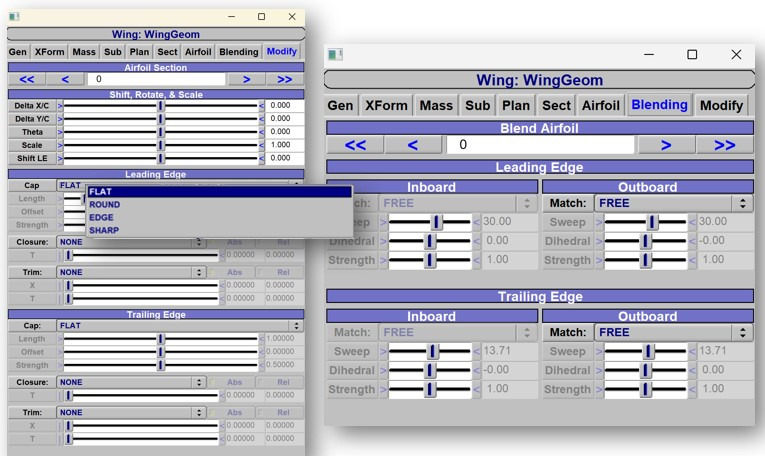 Wing: WingGeom
Gen XForm Mass Sub Plan Sect Airfoil Blending Modify
Airfoil Section
<< < 0 > >>
Shift, Rotate, & Scale
Delta X/C > < 0.000
Delta Y/C > < 0.000
Theta > < 0.000
Scale > < 1.000
Shift LE > < 0.000
Leading Edge
Cap FLAT
Length
Offset
Strength
FLAT
ROUND
EDGE
SHARP
Closure: NONE Abs Rel
T < 0.00000 0.00000
Trim: NONE Abs Rel
X < 0.00000 0.00000
T < 0.00000 0.00000
Trailing Edge
Cap: FLAT
Length > < 1.00000
Offset > < 0.00000
Strength > < 0.50000
Closure: NONE Abs Rel
T < 0.00000 0.00000
Trim: NONE Abs Rel
X < 0.00000 0.00000
T < 0.00000 0.00000
Wing: WingGeom
Gen XForm Mass Sub Plan Sect Airfoil Blending Modify
Blend Airfoil
<< < 0 > >>
Leading Edge
Inboard Outboard
ch: FREE Match: FREE
eep > < 30.00 Sweep > < 30.00
Dihedral > < 0.00 Dihedral > < -0.00
Strength > < 1.00 Strength > < 1.00
Trailing Edge
Inboard Outboard
Match: FREE Match: FREE
Sweep > < 13.71 Sweep > < 13.71
Dihedral > < -0.00 Dihedral > < 0.00
Strength > < 1.00 Strength > < 1.00